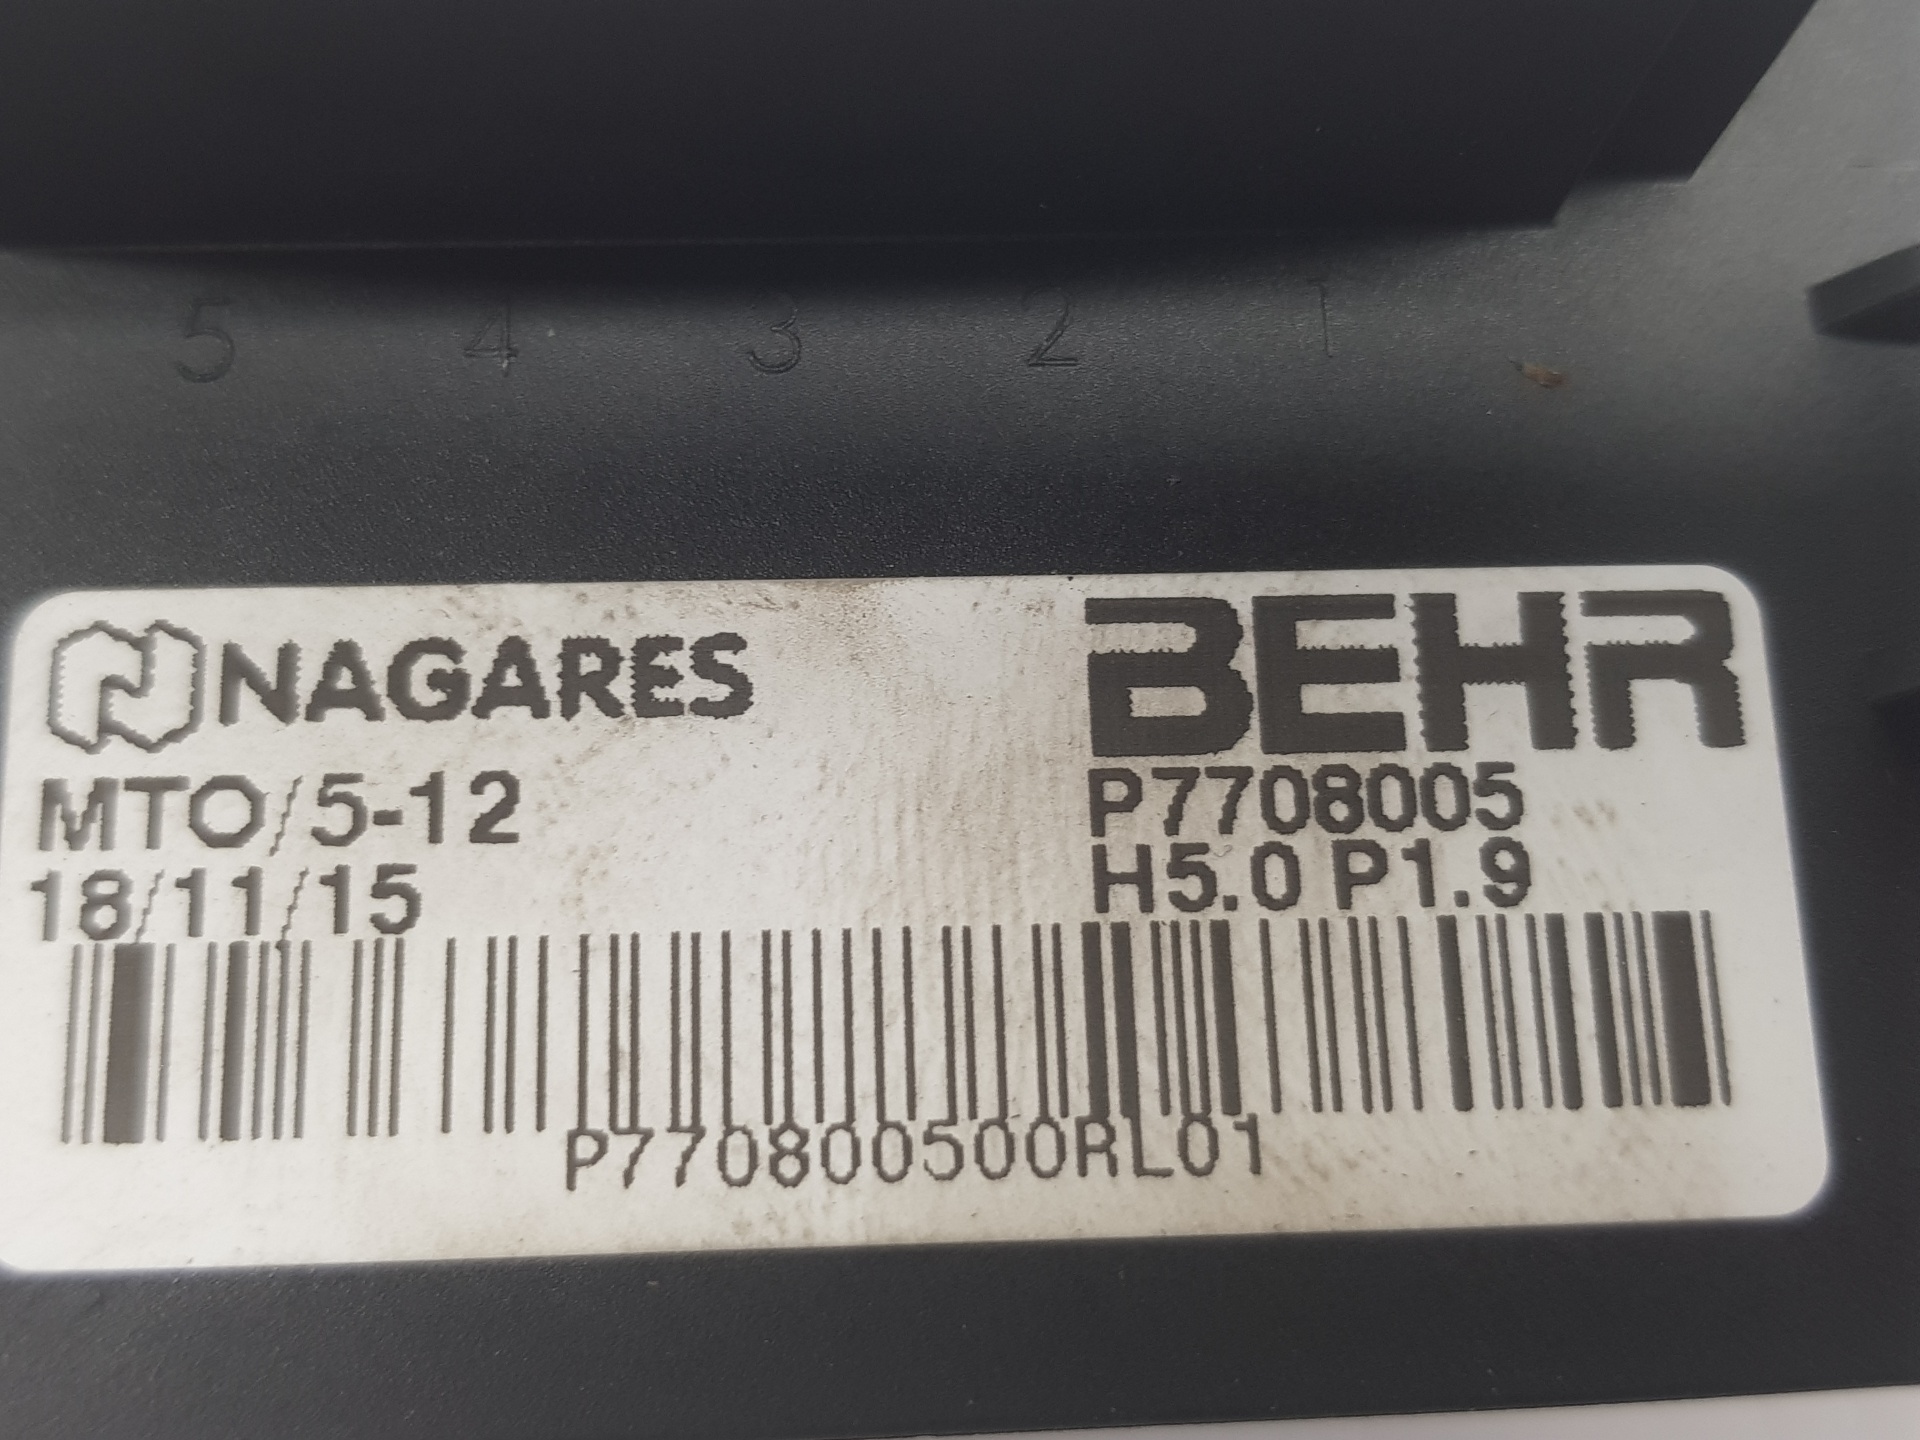 5 4 3 2 1
NAGARES BEHR
MTO/5-12 P7708005
18/11/15 H5.0 P1.9
P770800500RL01